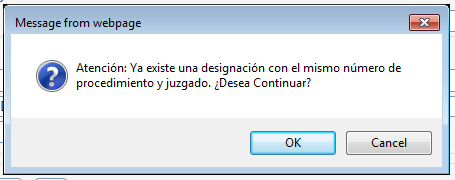 Message from webpage
Atención: Ya existe una designación con el mismo número de
procedimiento y juzgado. ¿Desea Continuar?
OK
Cancel